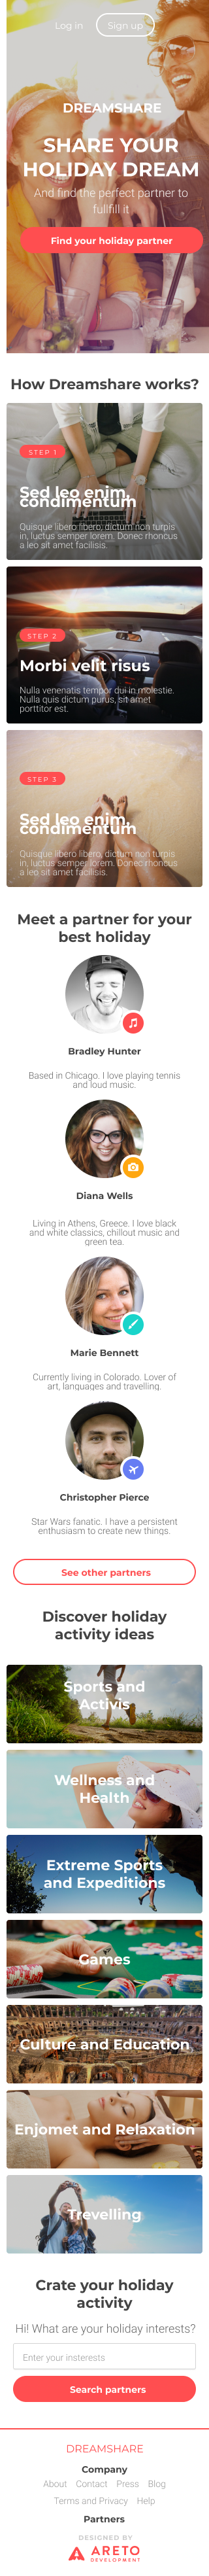 Log in Sign up
DREAMSHARE
SHARE YOUR
HOLIDAY DREAM
And find the perfect partner to
fullfill it
Find your holiday partner
How Dreamshare works?
STEP 1
Sed leo enim,
condimentum
Quisque libero libero, dictum non turpis
in, luctus semper lorem. Donec rhoncus
a leo sit amet facilisis.
STEP 2
Morbi velit risus
Nulla venenatis tempor dui in molestie.
Nulla quis dictum purus, sit amet
porttitor est.
STEP 3
Sed leo enim,
condimentum
Quisque libero libero, dictum non turpis
in, luctus semper lorem. Donec rhoncus
a leo sit amet facilisis.
Meet a partner for your
best holiday
Bradley Hunter
Based in Chicago. I love playing tennis
and loud music.
Diana Wells
Living in Athens, Greece. I love black
and white classics, chillout music and
green tea.
Marie Bennett
Currently living in Colorado. Lover of
art, languages and travelling.
Christopher Pierce
Star Wars fanatic. I have a persistent
enthusiasm to create new things.
See other partners
Discover holiday
activity ideas
Sports and
Activis
Wellness and
Health
Extreme Sports
and Expeditions
Games
Culture and Education
Enjomet and Relaxation
Trevelling
Crate your holiday
activity
Hi! What are your holiday interests?
Enter your insterests
Search partners
DREAMSHARE
Company
About Contact Press Blog
Terms and Privacy Help
Partners
DESIGNED BY
ARETO
DEVELOPMENT